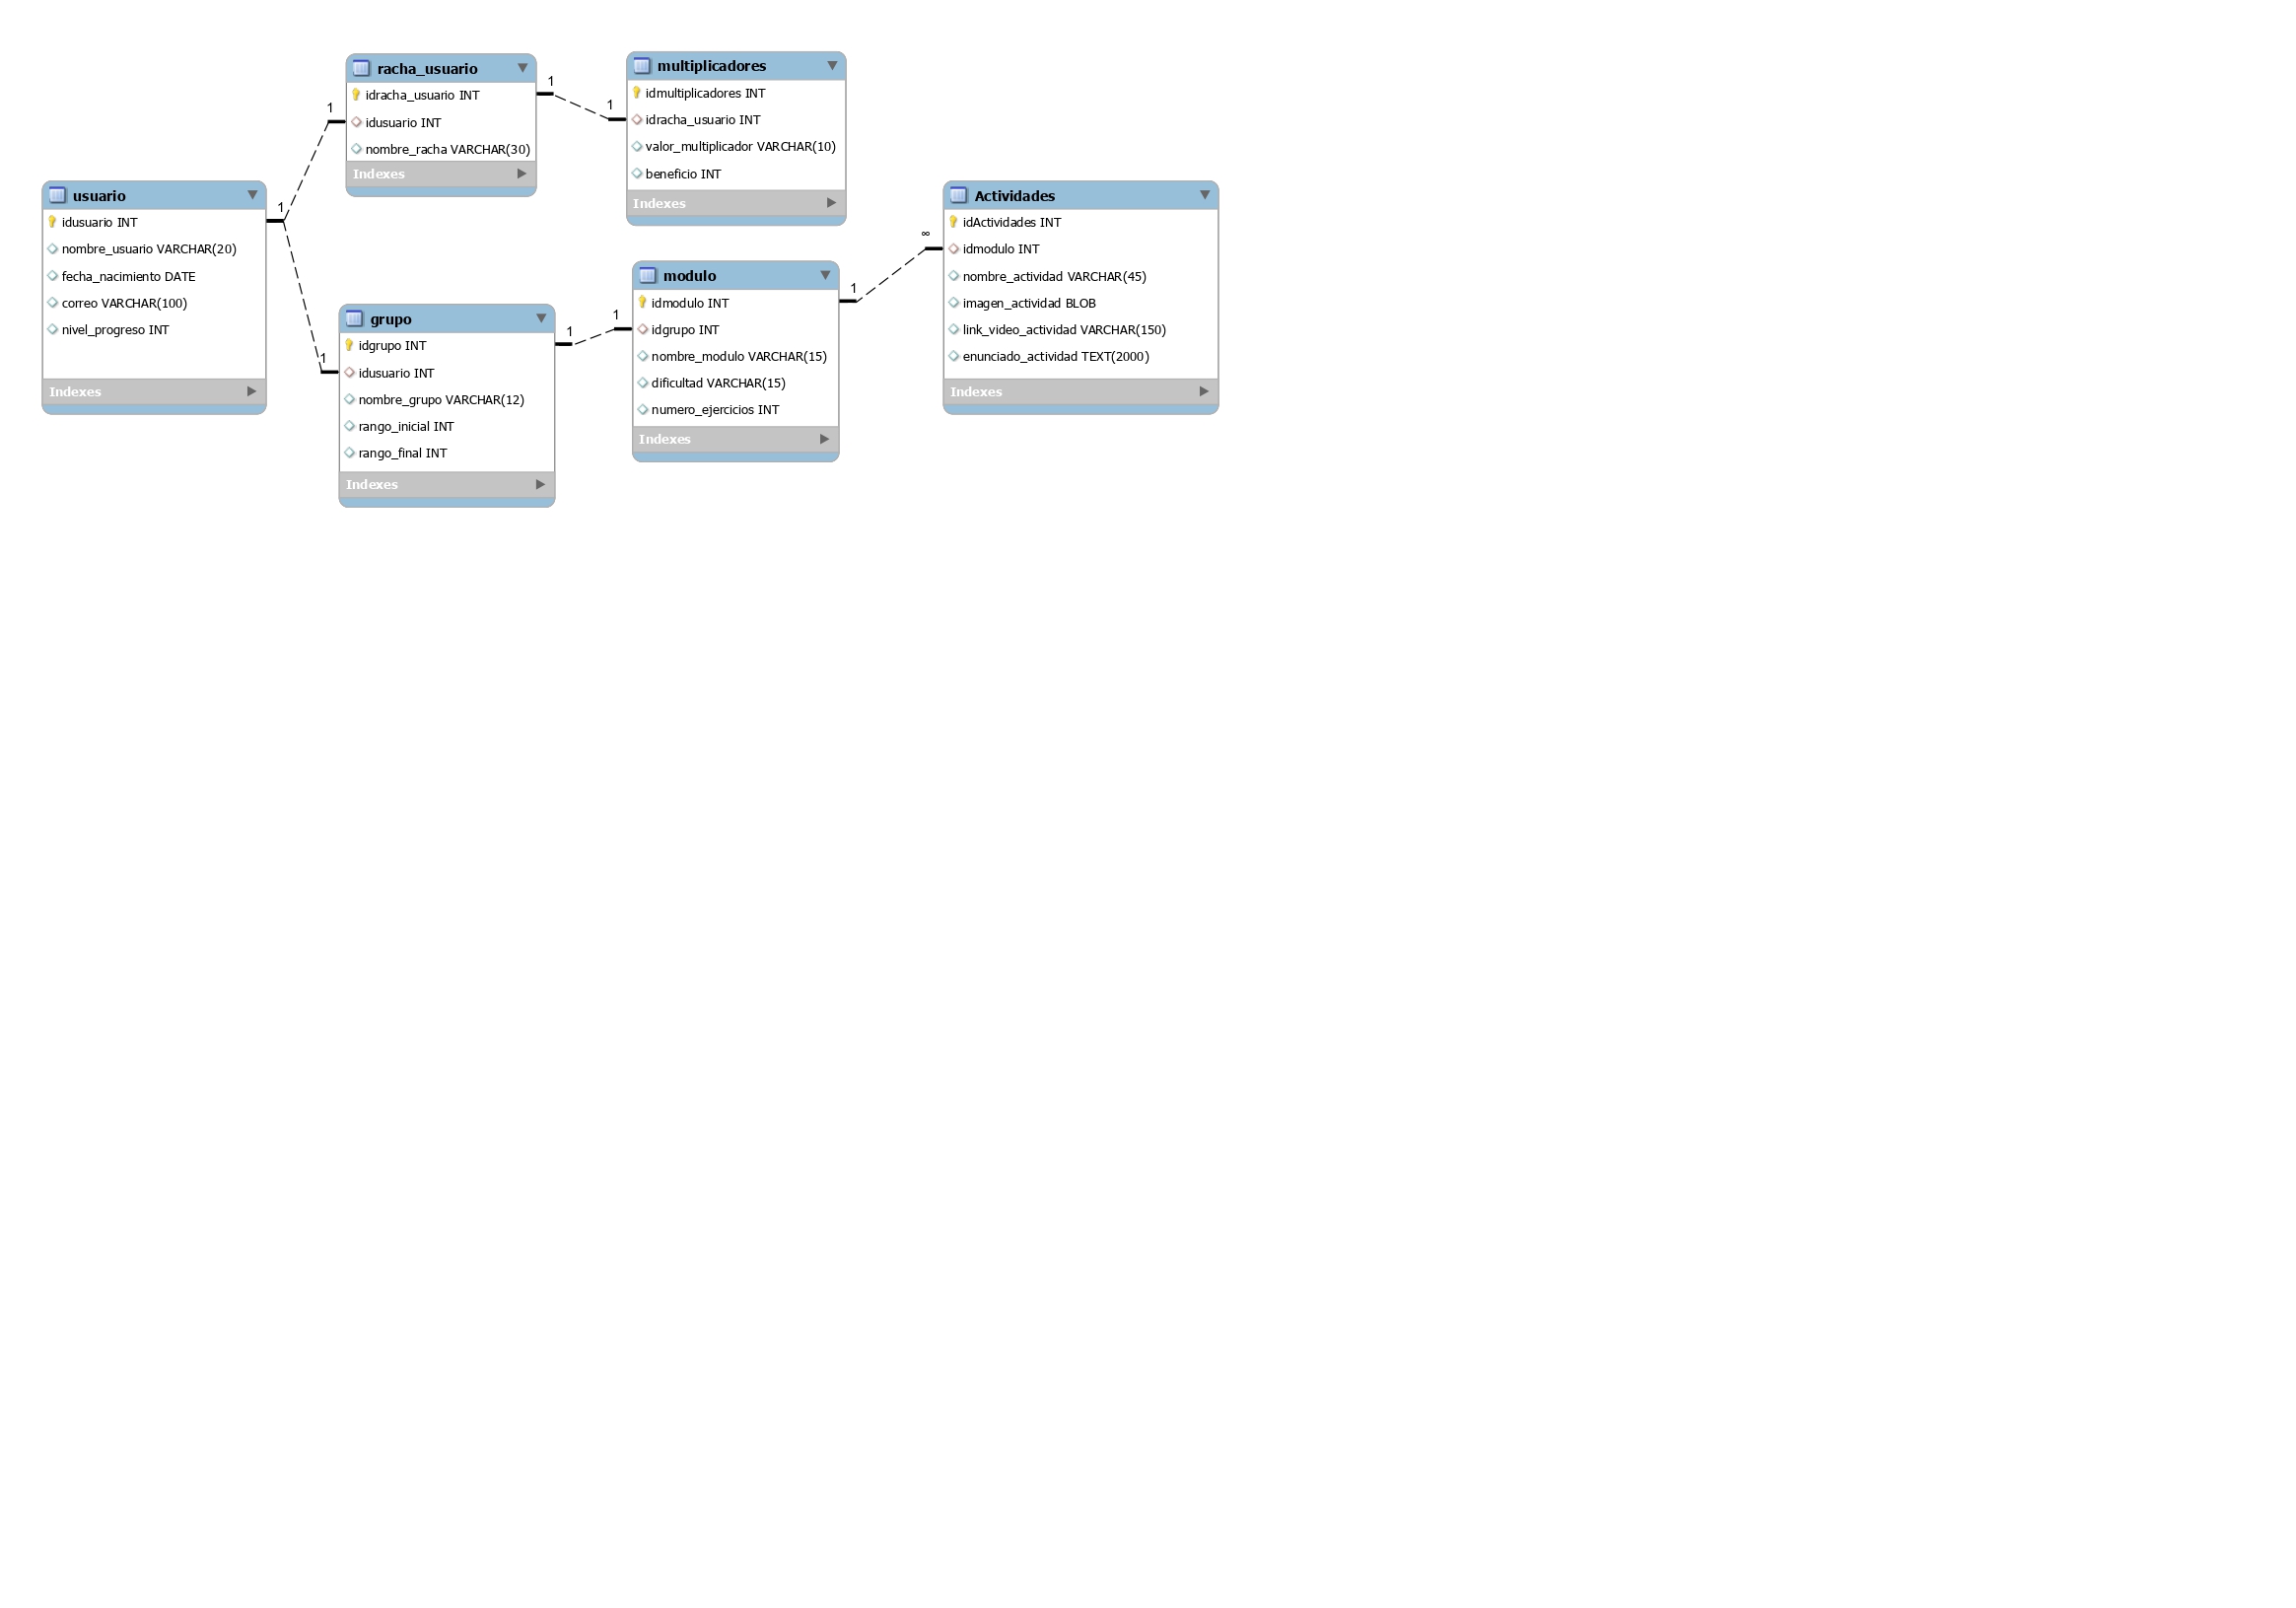 usuario
idusuario INT
nombre_usuario VARCHAR(20)
fecha_nacimiento DATE
correo VARCHAR(100)
nivel_progreso INT
Indexes
1
1
1
racha_usuario
idracha_usuario INT
idusuario INT
nombre_racha VARCHAR(30)
Indexes
1
1
multiplicadores
idmultiplicadores INT
idracha_usuario INT
valor_multiplicador VARCHAR(10)
beneficio INT
Indexes
grupo
idgrupo INT
idusuario INT
nombre_grupo VARCHAR(12)
rango_inicial INT
rango_final INT
Indexes
1
1
modulo
idmodulo INT
idgrupo INT
nombre_modulo VARCHAR(15)
dificultad VARCHAR(15)
numero_ejercicios INT
Indexes
1
∞
Actividades
idActividades INT
idmodulo INT
nombre_actividad VARCHAR(45)
imagen_actividad BLOB
link_video_actividad VARCHAR(150)
enunciado_actividad TEXT(2000)
Indexes